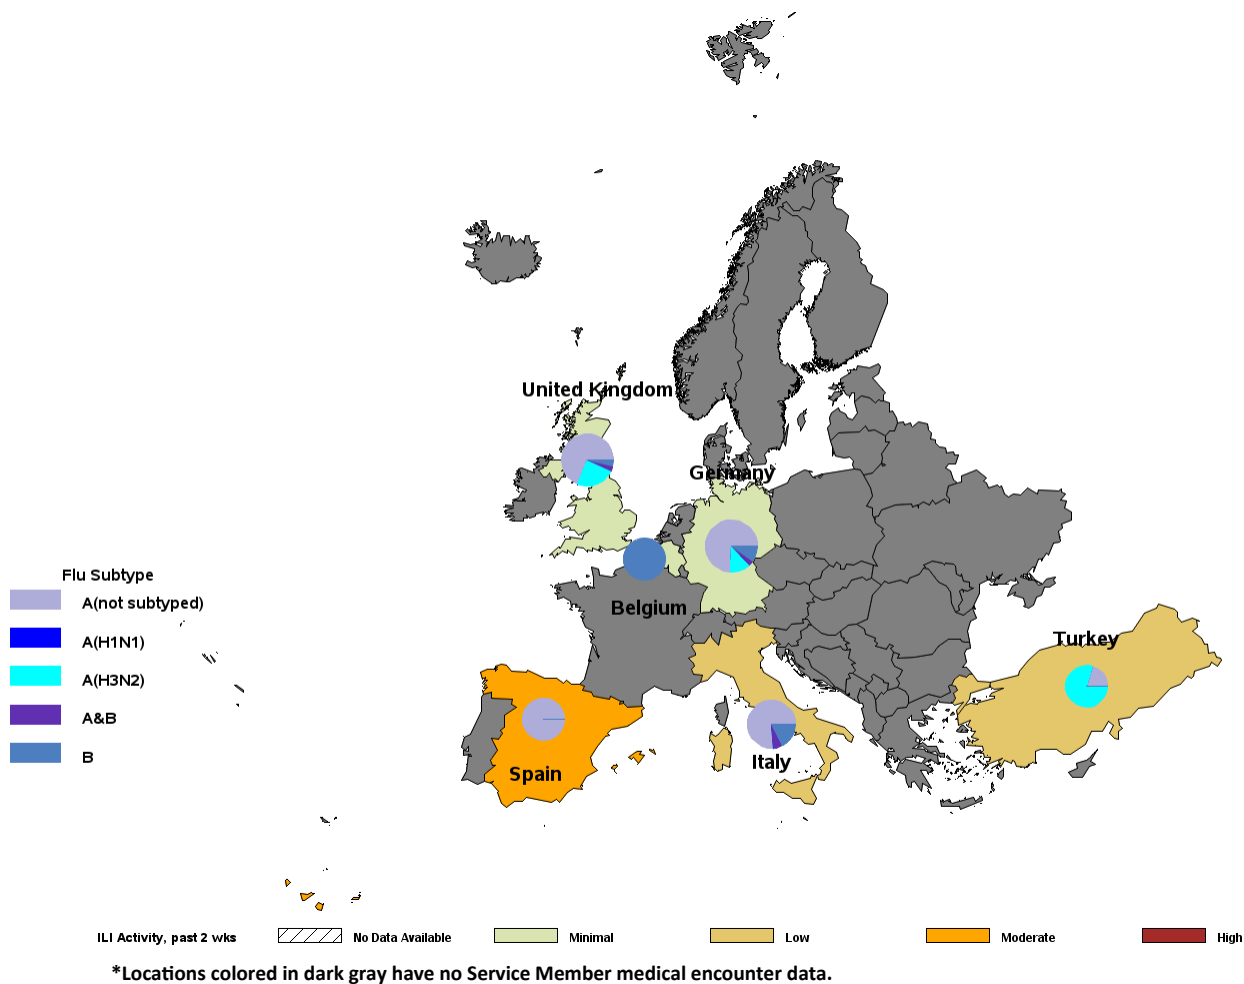 United Kingdom
Germany
Flu Subtype
A(not subtyped)
Belgium
A(H1N1)
Turkey
A(H3N2)
A&B
B
Italy
Spain
ILI Activity, past 2 wks No Data Available Minimal Low Moderate High
*Locations colored in dark gray have no Service Member medical encounter data.